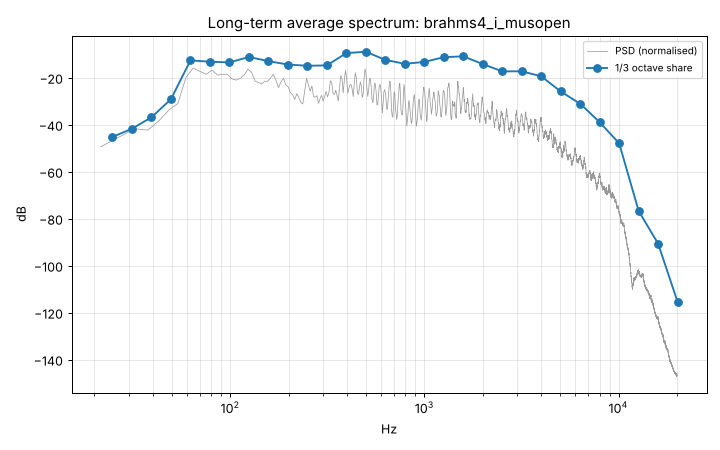 Long-term average spectrum: brahms4_i_musopen
PSD (normalised)
1/3 octave share
dB
−20
−40
−60
−80
−100
−120
−140
10²
10³
10⁴
Hz